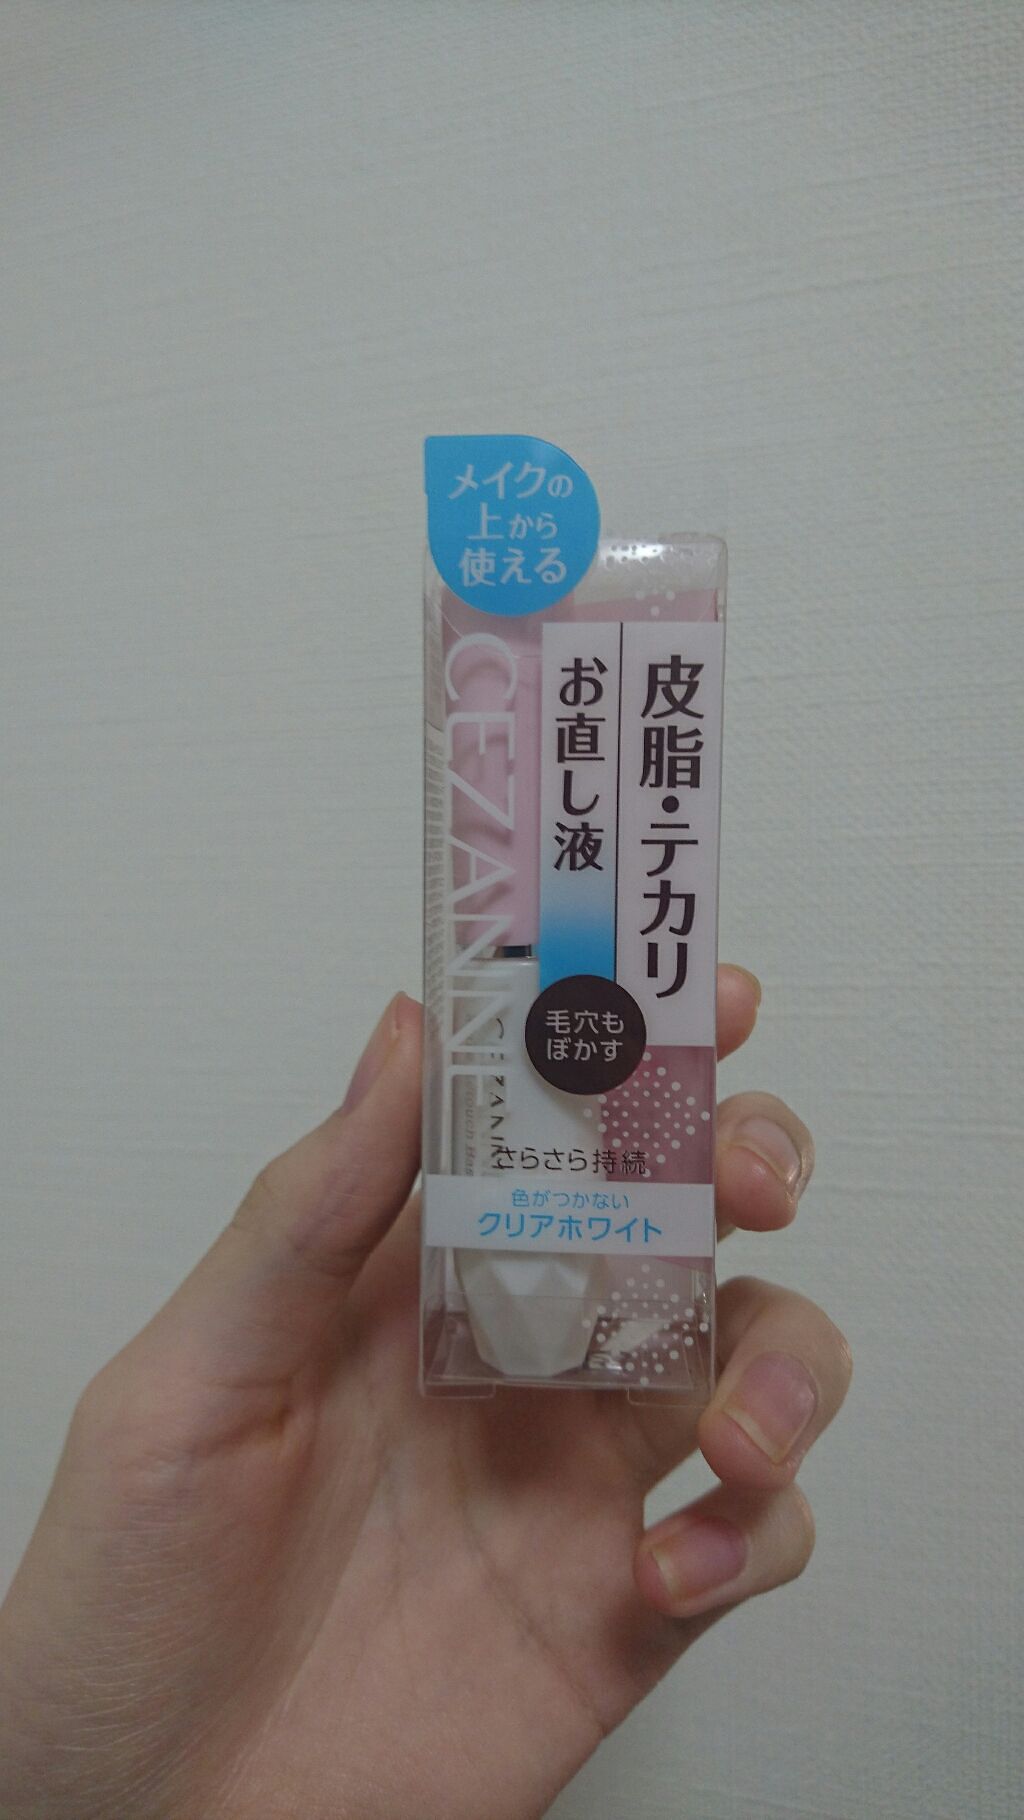 メイクの
上から
使える
皮脂・テカリ
お直し液
CEZANNE
毛穴も
ぼかす
さらさら持続
色がつかない
クリアホワイト